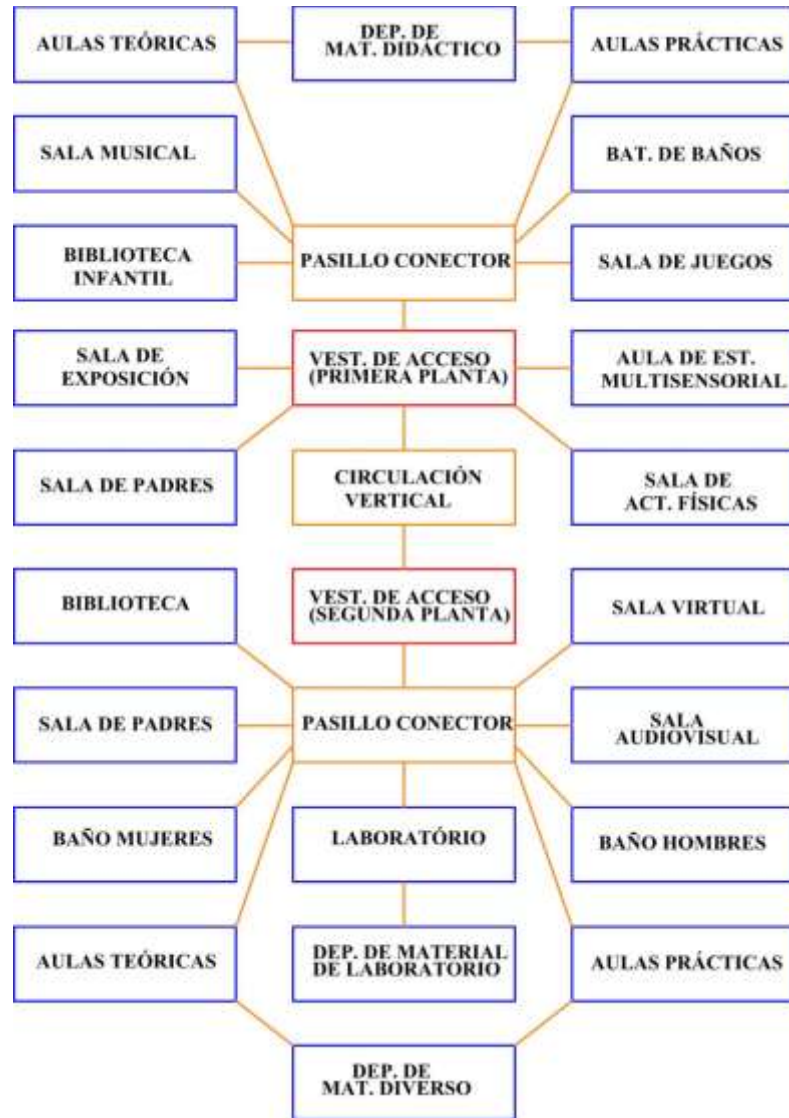 AULAS TEÓRICAS
DEP. DE
MAT. DIDÁCTICO
AULAS PRÁCTICAS
SALA MUSICAL
BAT. DE BAÑOS
BIBLIOTECA
INFANTIL
PASILLO CONECTOR
SALA DE JUEGOS
SALA DE
EXPOSICIÓN
VEST. DE ACCESO
(PRIMERA PLANTA)
AULA DE EST.
MULTISENSORIAL
SALA DE PADRES
CIRCULACIÓN
VERTICAL
SALA DE
ACT. FÍSICAS
BIBLIOTECA
VEST. DE ACCESO
(SEGUNDA PLANTA)
SALA VIRTUAL
SALA DE PADRES
PASILLO CONECTOR
SALA
AUDIOVISUAL
BAÑO MUJERES
LABORATÓRIO
BAÑO HOMBRES
AULAS TEÓRICAS
DEP. DE MATERIAL
DE LABORATORIO
AULAS PRÁCTICAS
DEP. DE
MAT. DIVERSO